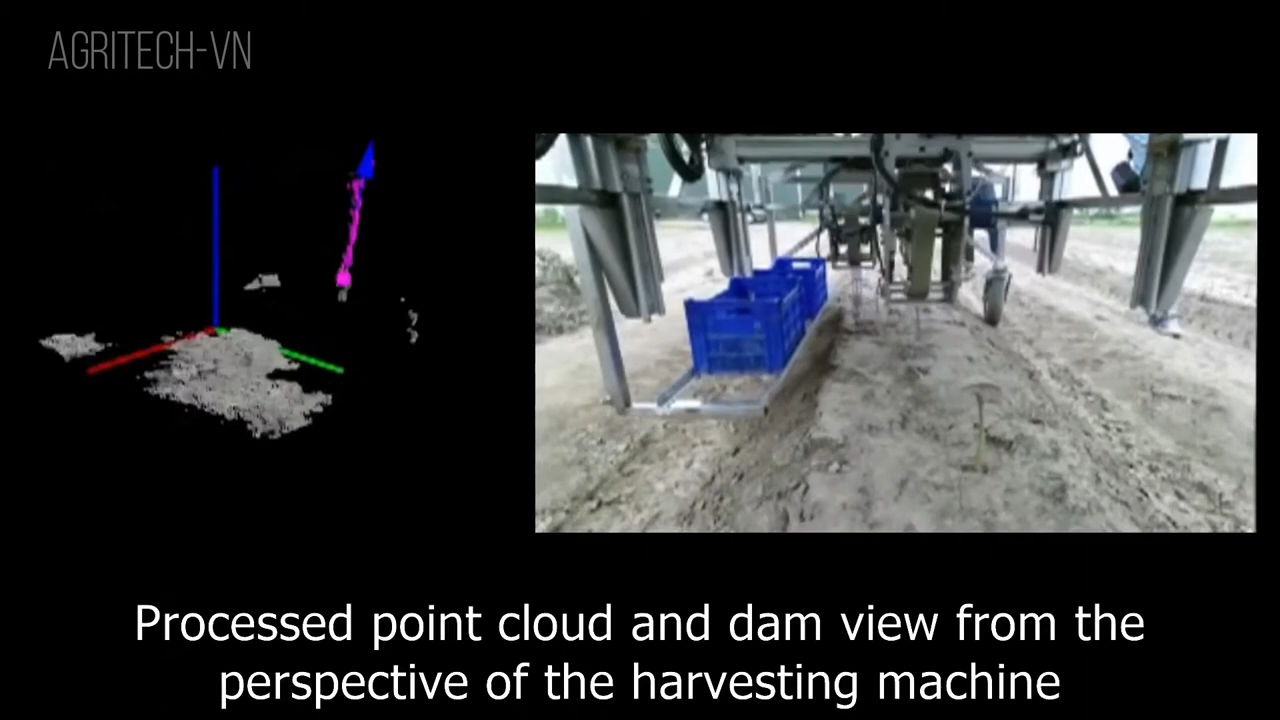 AGRITECH-VN
Processed point cloud and dam view from the
perspective of the harvesting machine